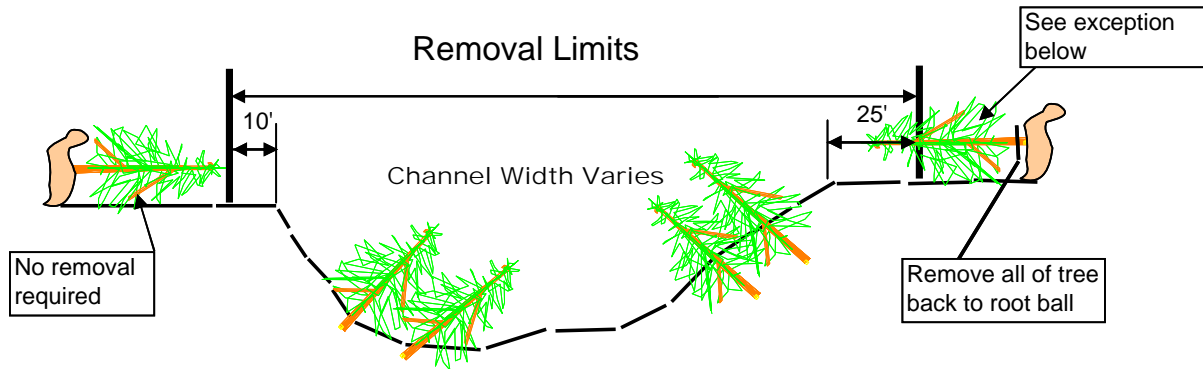 Removal Limits
See exception
below
10'
25'
Channel Width Varies
No removal
required
Remove all of tree
back to root ball